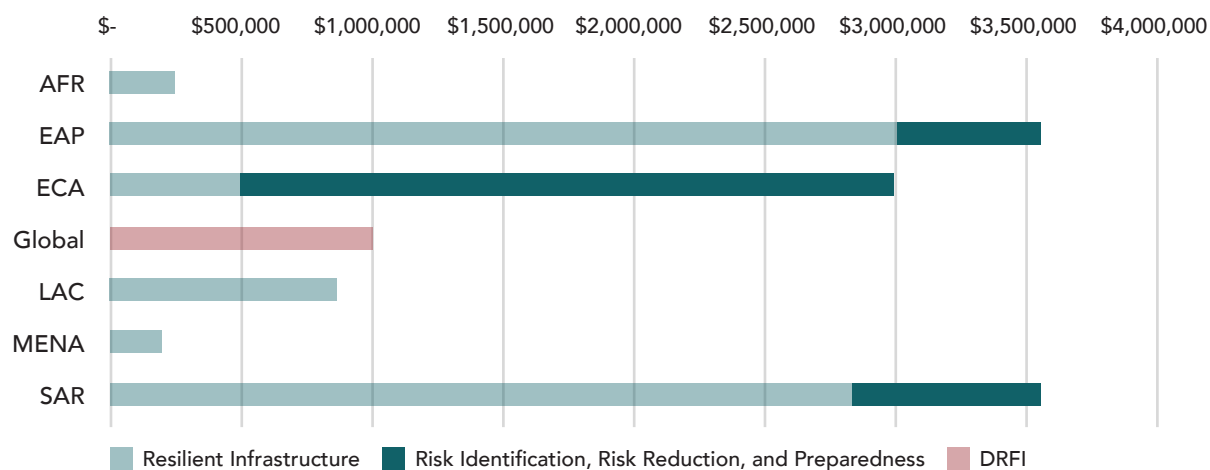 $- $500,000 $1,000,000 $1,500,000 $2,000,000 $2,500,000 $3,000,000 $3,500,000 $4,000,000
AFR
EAP
ECA
Global
LAC
MENA
SAR
Resilient Infrastructure Risk Identification, Risk Reduction, and Preparedness DRFI